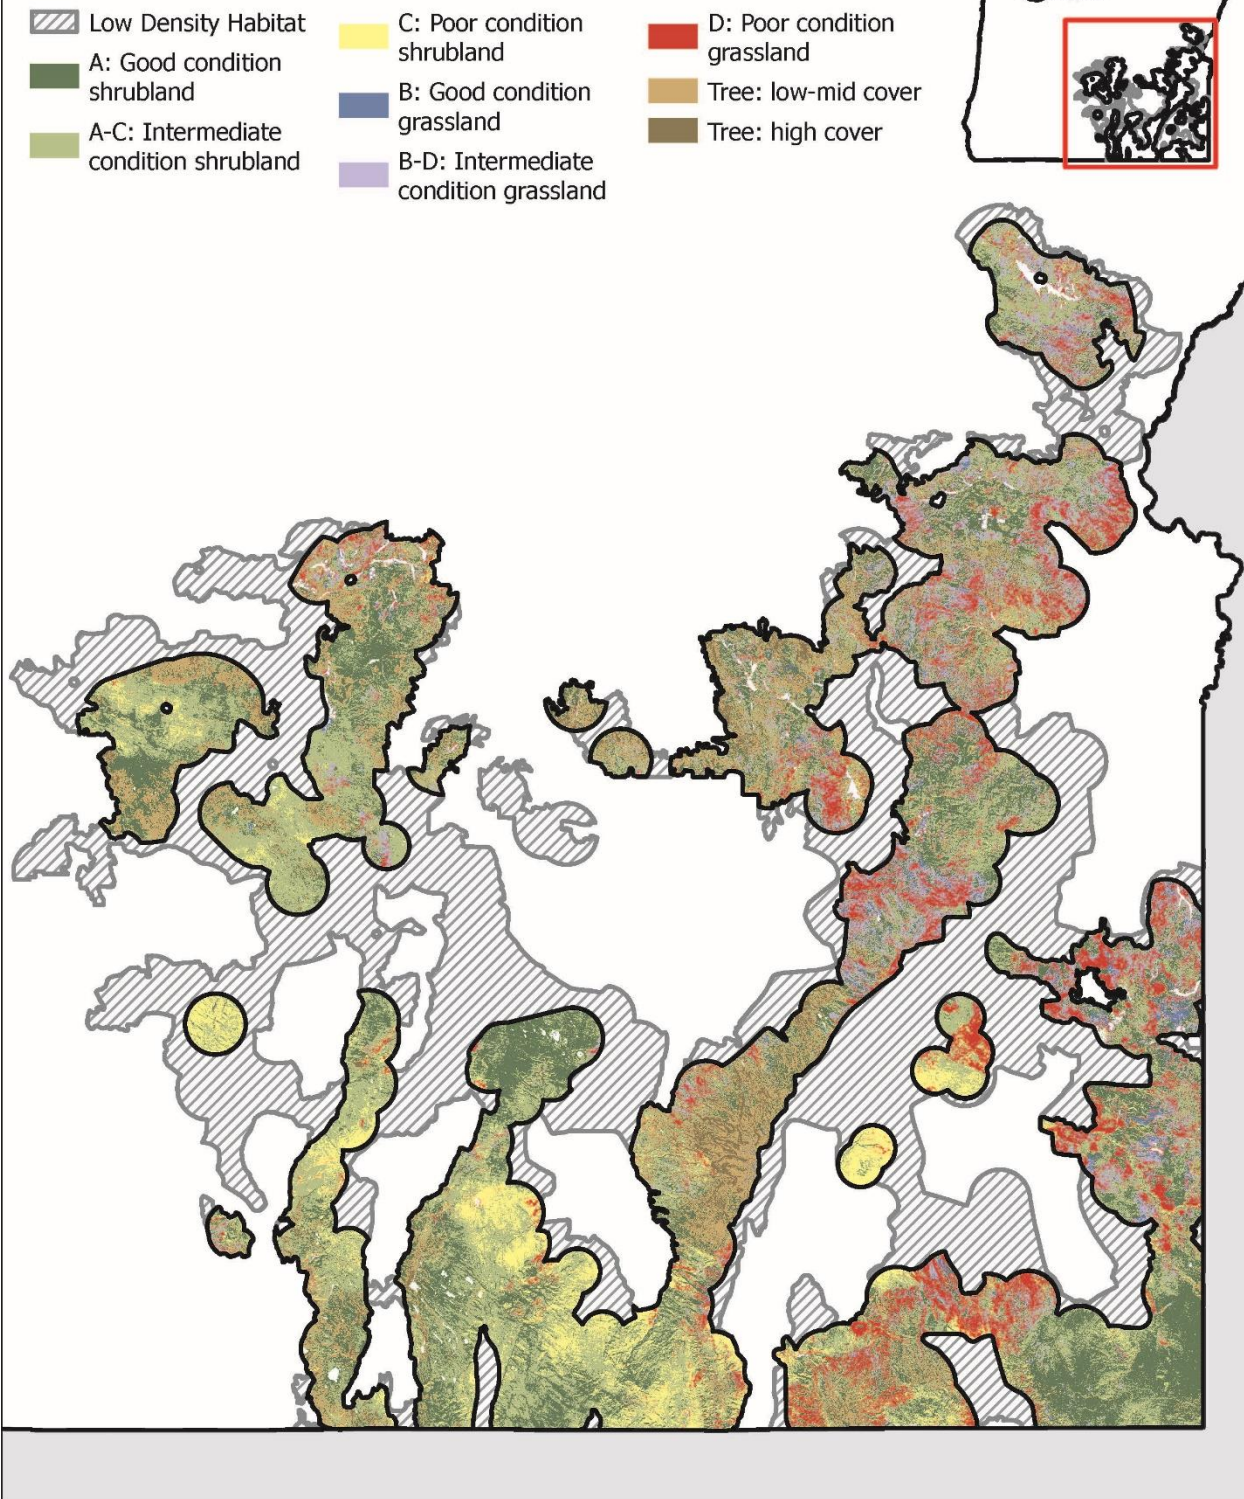 Low Density Habitat
A: Good condition
shrubland
A-C: Intermediate
condition shrubland
C: Poor condition
shrubland
B: Good condition
grassland
B-D: Intermediate
condition grassland
D: Poor condition
grassland
Tree: low-mid cover
Tree: high cover